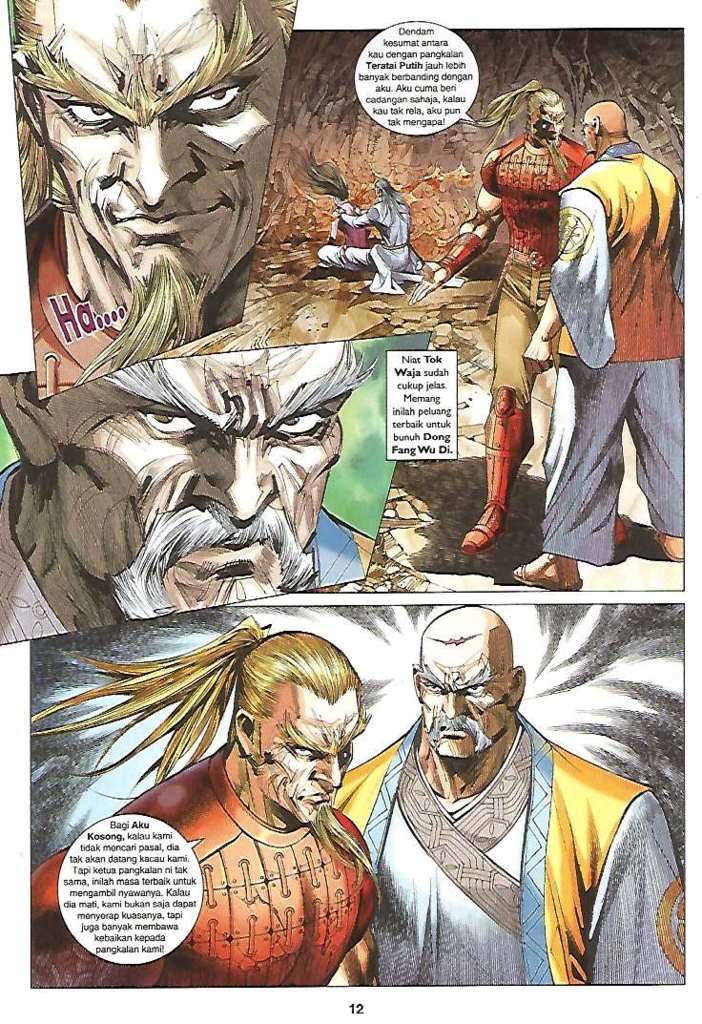 Dendam
kesumat antara
kau dengan pangkalan
Teratai Putih jauh lebih
banyak berbanding dengan
aku. Aku cuma beri
cadangan sahaja, kalau
kau tak rela, aku pun
tak mengapa!
Ha....
Niat Tok
Waja sudah
cukup jelas.
Memang
inilah peluang
terbaik untuk
bunuh Dong
Fang Wu Di.
Bagi Aku
Kosong, kalau kami
tidak mencari pasal, dia
tak akan datang kacau kami.
Tapi ketua pangkalan ni tak
sama, inilah masa terbaik untuk
mengambil nyawanya. Kalau
dia mati, kami bukan saja dapat
menyerap kuasanya, tapi
juga banyak membawa
kebaikan kepada
pangkalan kami!
12